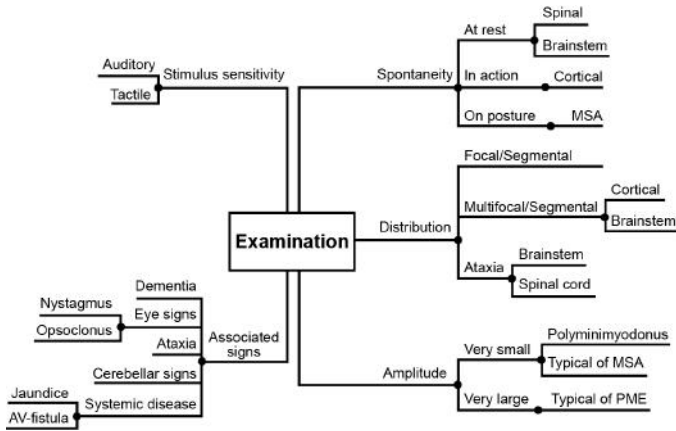 Examination
Stimulus sensitivity
Auditory
Tactile
Spontaneity
At rest
Spinal
Brainstem
In action
Cortical
On posture
MSA
Distribution
Focal/Segmental
Multifocal/Segmental
Cortical
Brainstem
Ataxia
Brainstem
Spinal cord
Amplitude
Very small
Polyminimyodonus
Typical of MSA
Very large
Typical of PME
Associated
signs
Dementia
Eye signs
Nystagmus
Opsoclonus
Ataxia
Cerebellar signs
Systemic disease
Jaundice
AV-fistula